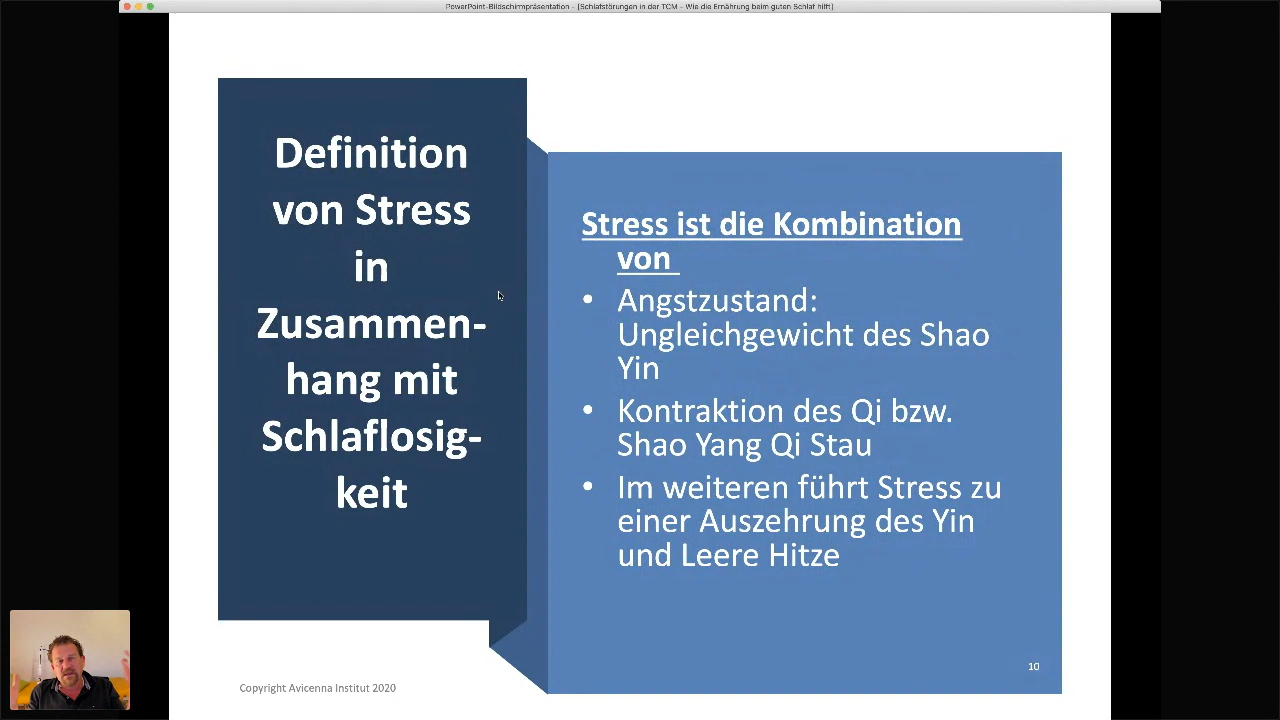 PowerPoint-Bildschirmpräsentation - [Schlafstörungen in der TCM – Wie die Ernährung beim guten Schlaf hilft]
Definition
von Stress
in
Zusammen-
hang mit
Schlaflosig-
keit
Stress ist die Kombination
von
• Angstzustand:
Ungleichgewicht des Shao
Yin
• Kontraktion des Qi bzw.
Shao Yang Qi Stau
• Im weiteren führt Stress zu
einer Auszehrung des Yin
und Leere Hitze
10
Copyright Avicenna Institut 2020